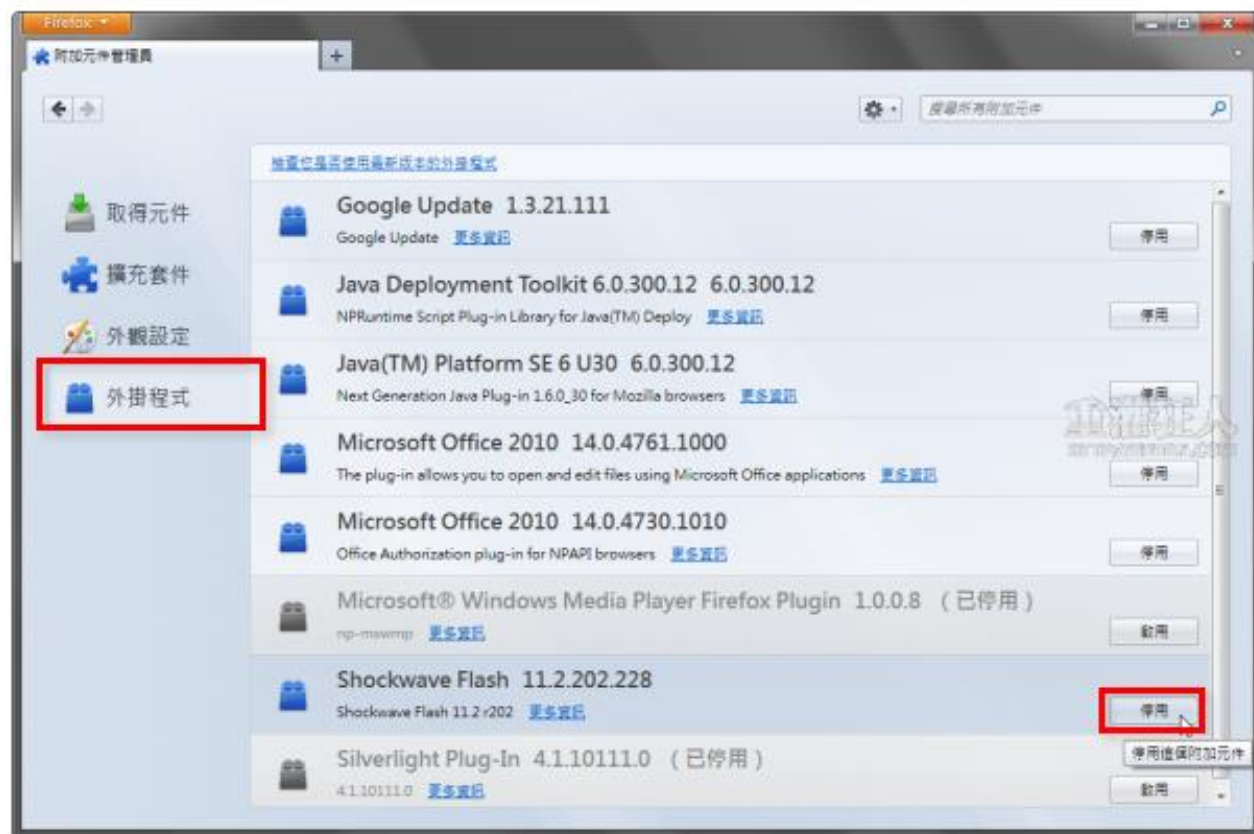 Firefox
附加元件管理員
+
搜尋所有附加元件
檢查您是否使用最新版本的外掛程式
取得元件
擴充套件
外觀設定
外掛程式
Google Update 1.3.21.111
Google Update 更多資訊
停用
Java Deployment Toolkit 6.0.300.12 6.0.300.12
NPRuntime Script Plug-in Library for Java(TM) Deploy 更多資訊
停用
Java(TM) Platform SE 6 U30 6.0.300.12
Next Generation Java Plug-in 1.6.0_30 for Mozilla browsers 更多資訊
停用
Microsoft Office 2010 14.0.4761.1000
The plug-in allows you to open and edit files using Microsoft Office applications 更多資訊
停用
Microsoft Office 2010 14.0.4730.1010
Office Authorization plug-in for NPAPI browsers 更多資訊
停用
Microsoft® Windows Media Player Firefox Plugin 1.0.0.8 （已停用）
np-mswmp 更多資訊
啟用
Shockwave Flash 11.2.202.228
Shockwave Flash 11.2 r202 更多資訊
停用
停用這個附加元件
Silverlight Plug-In 4.1.10111.0 （已停用）
4.1.10111.0 更多資訊
啟用